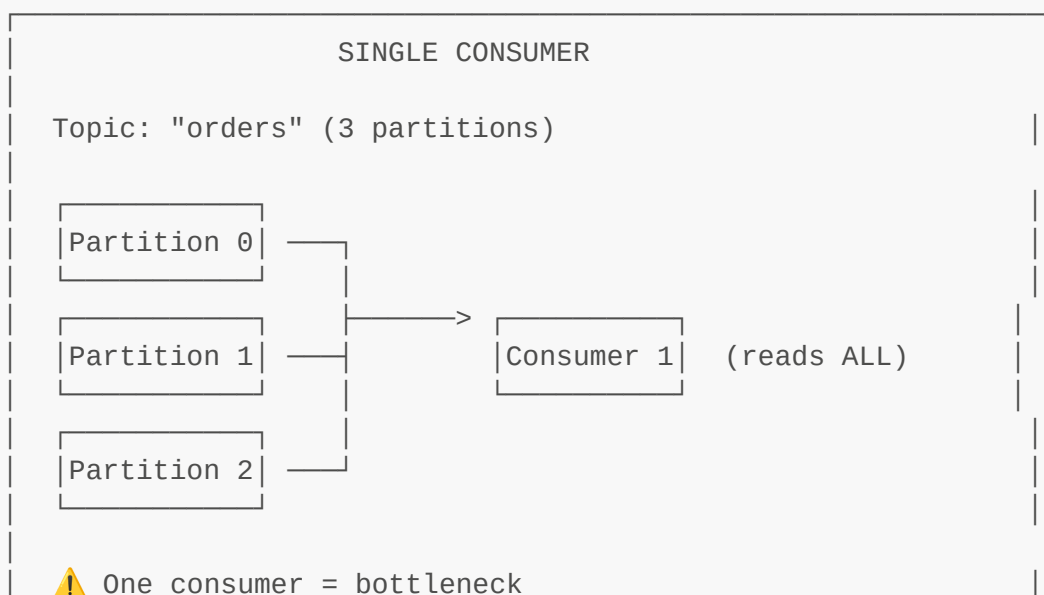 SINGLE CONSUMER
Topic: "orders" (3 partitions)
Partition 0
Partition 1
Consumer 1 (reads ALL)
Partition 2
⚠️ One consumer = bottleneck